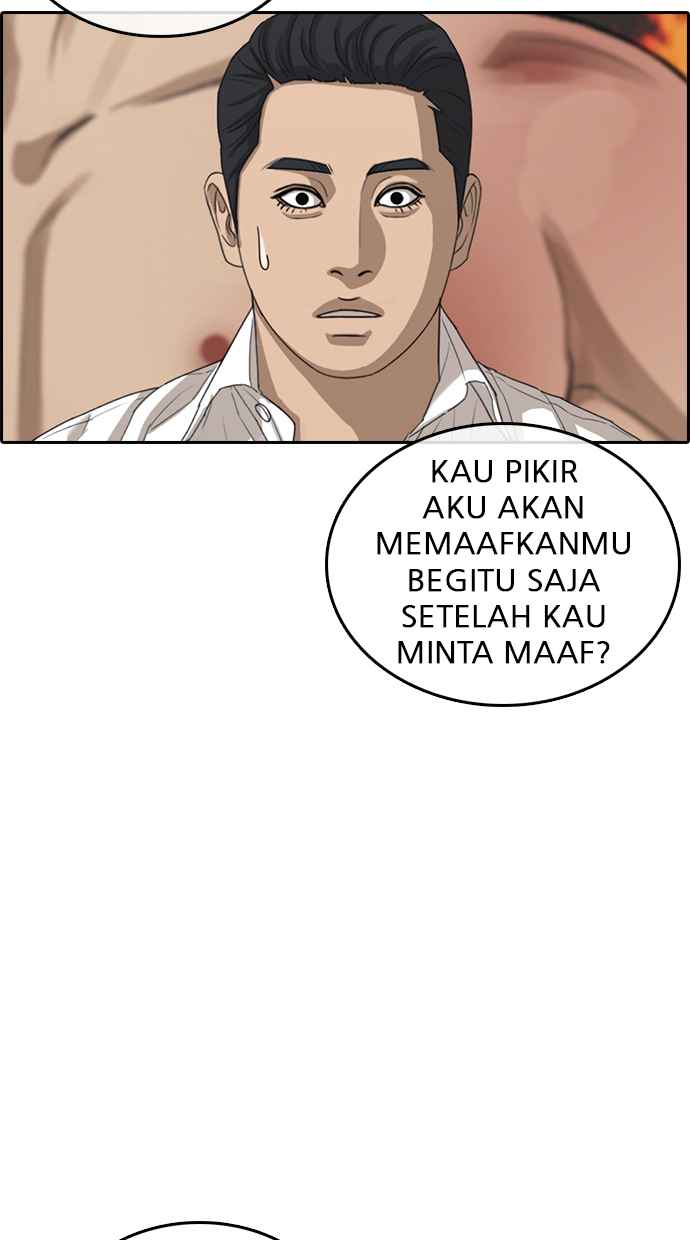 KAU PIKIR
AKU AKAN
MEMAAFKANMU
BEGITU SAJA
SETELAH KAU
MINTA MAAF?